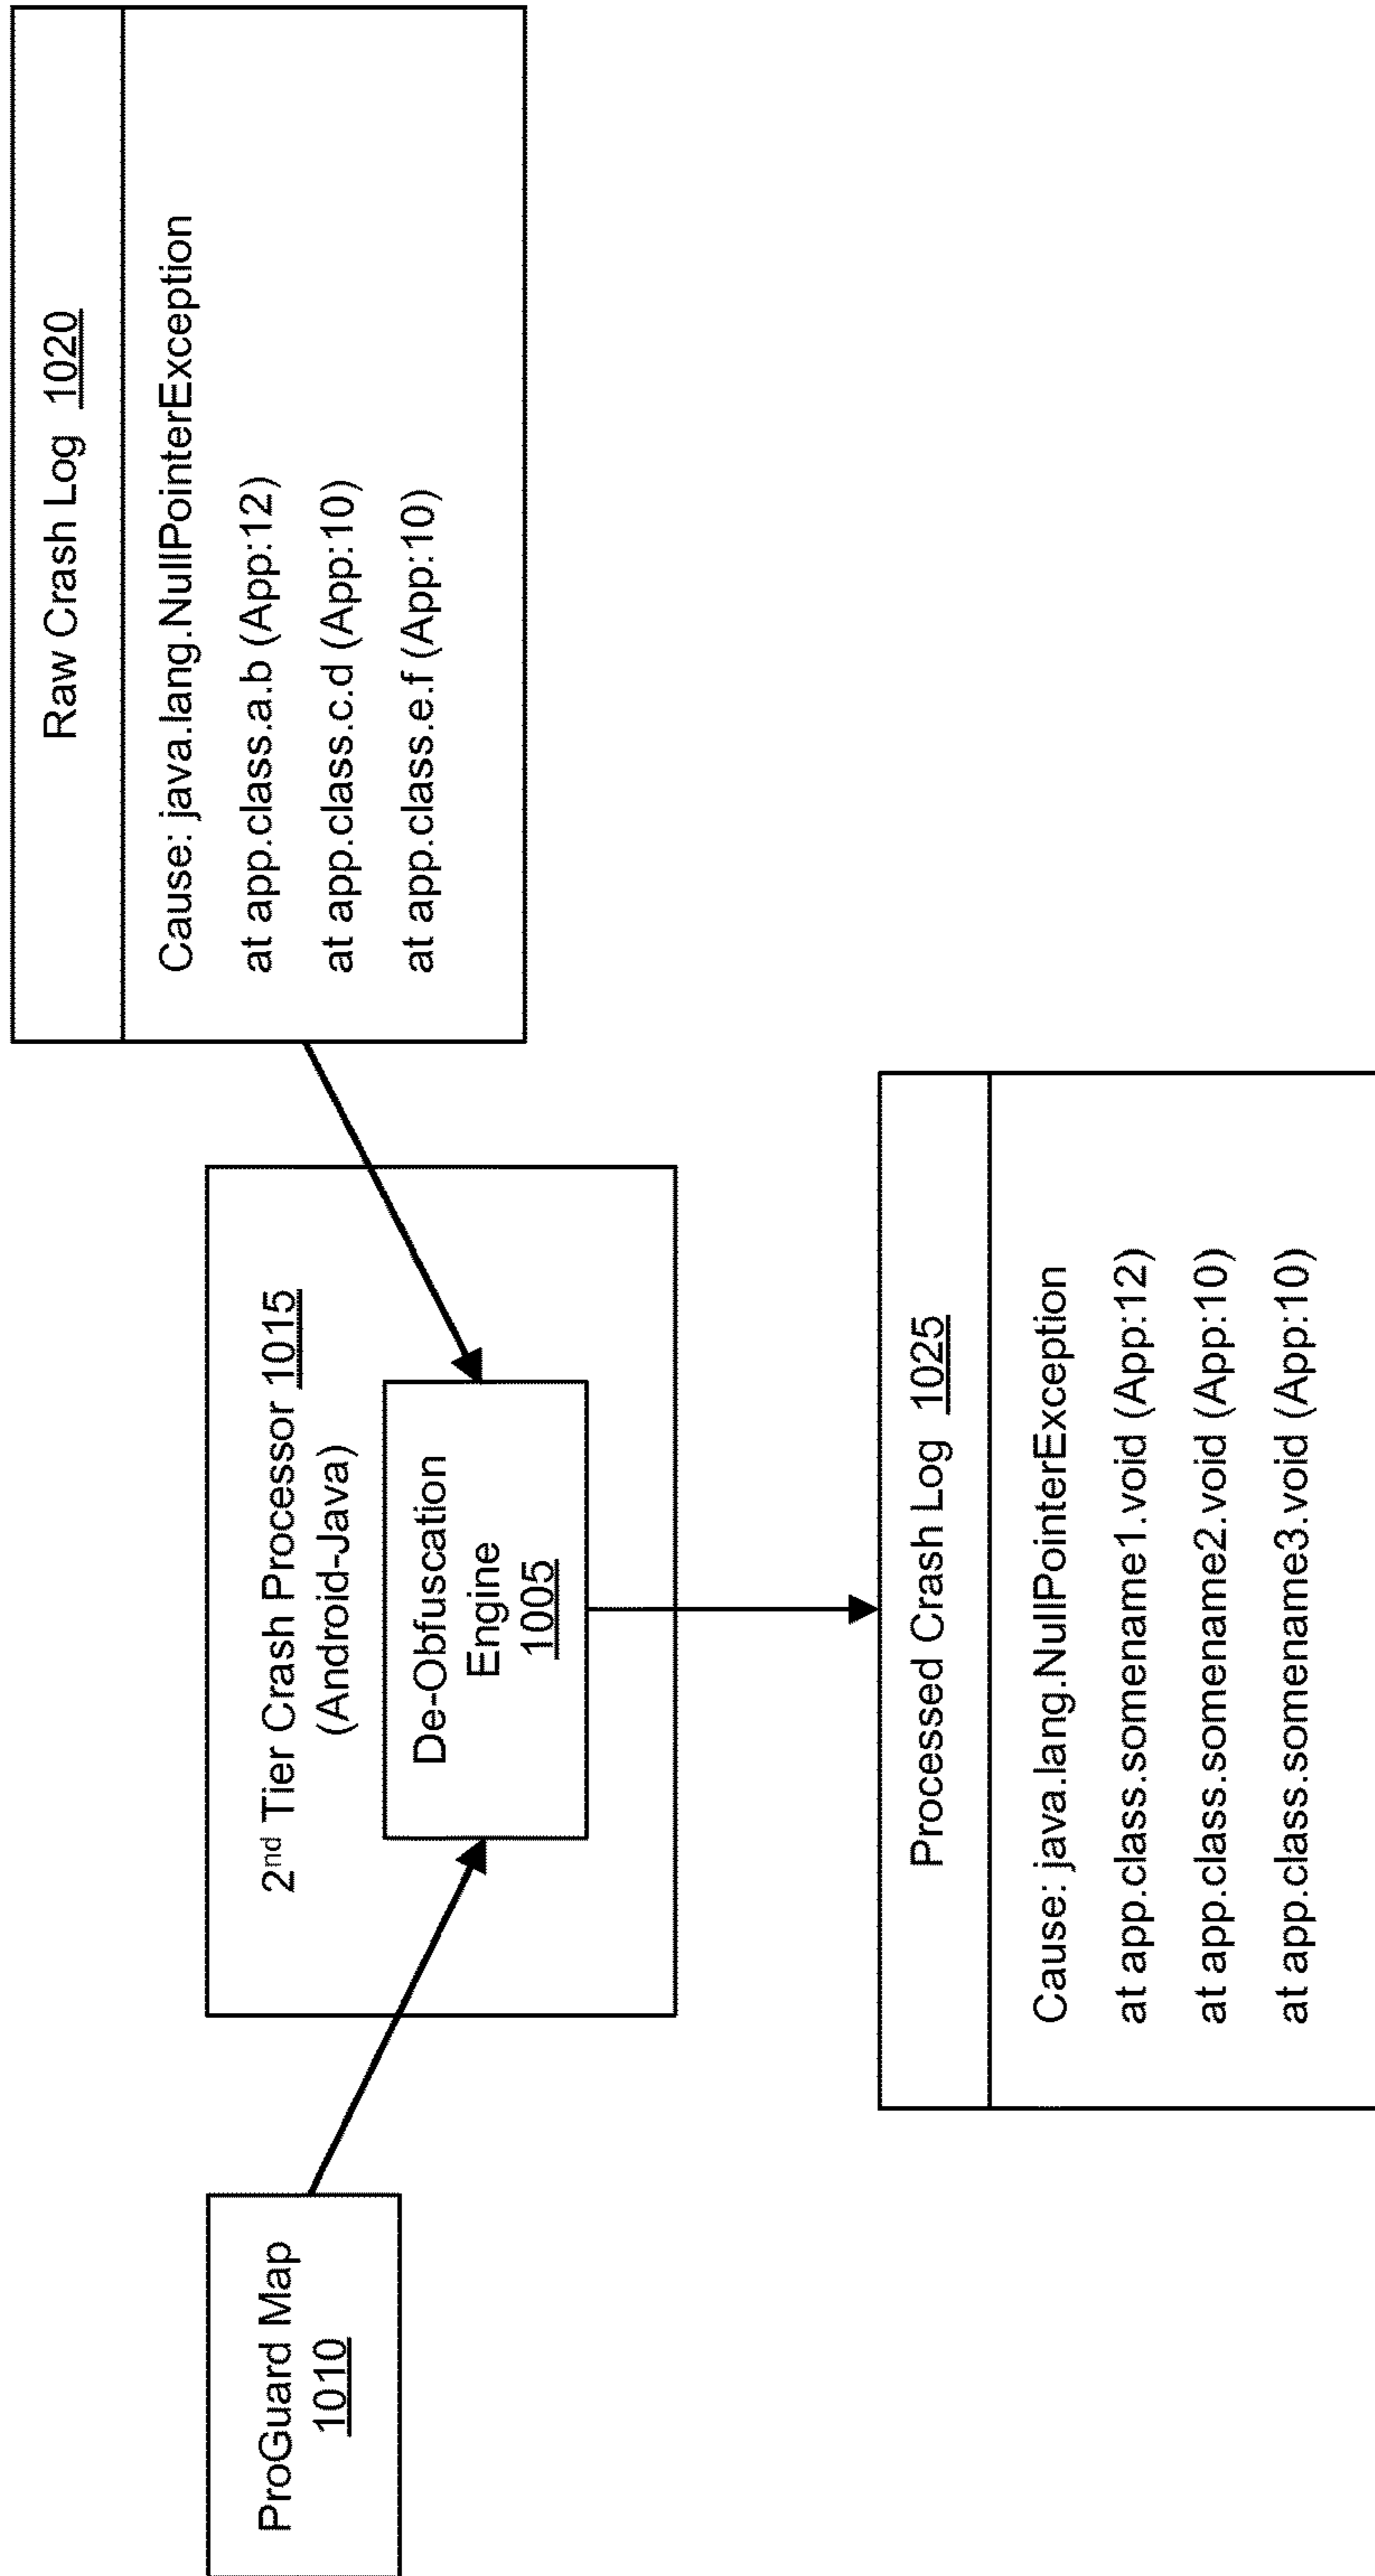 ProGuard Map
1010
2nd Tier Crash Processor 1015
(Android-Java)
De-Obfuscation
Engine
1005
Raw Crash Log 1020
Cause: java.lang.NullPointerException
at app.class.a.b (App:12)
at app.class.c.d (App:10)
at app.class.e.f (App:10)
Processed Crash Log 1025
Cause: java.lang.NullPointerException
at app.class.somename1.void (App:12)
at app.class.somename2.void (App:10)
at app.class.somename3.void (App:10)